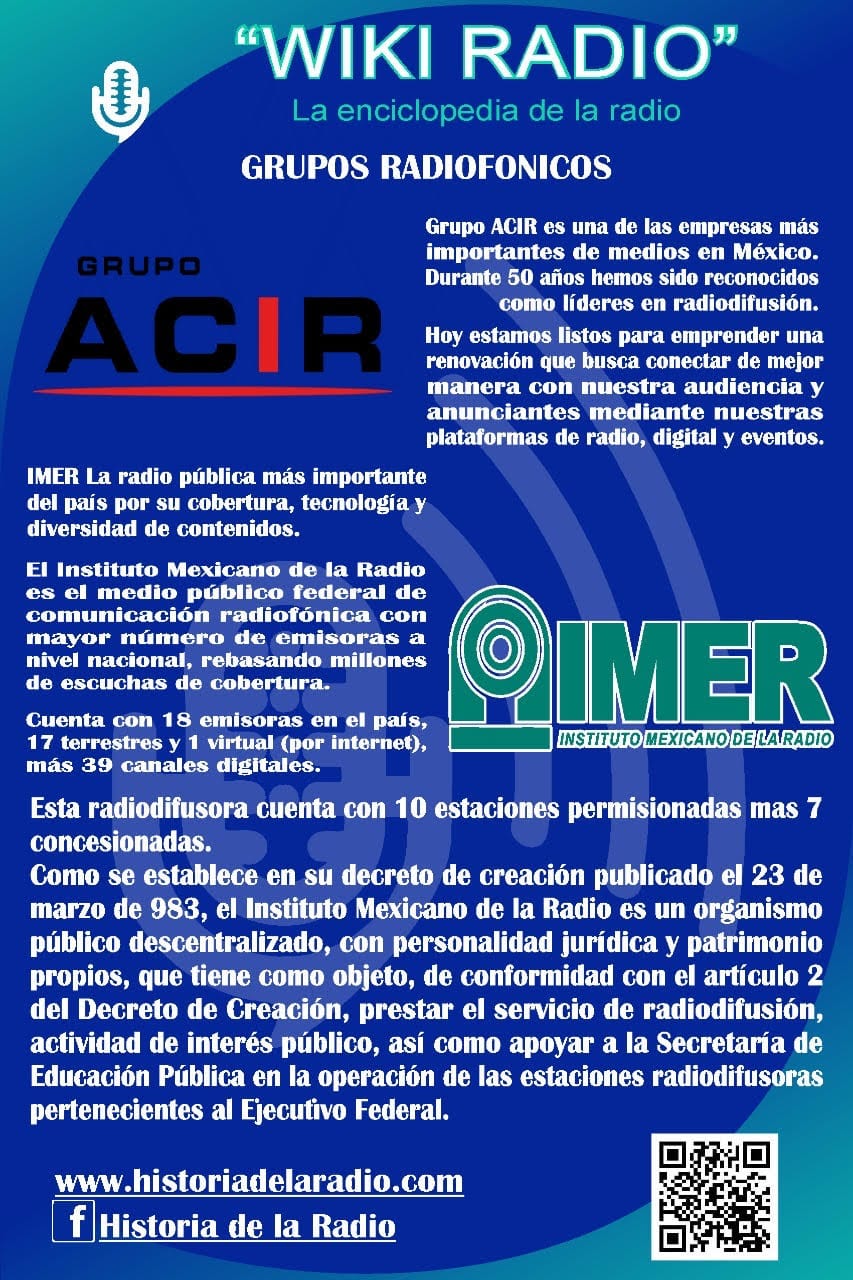 “WIKI RADIO”
La enciclopedia de la radio
GRUPOS RADIOFONICOS
GRUPO
ACIR
Grupo ACIR es una de las empresas más
importantes de medios en México.
Durante 50 años hemos sido reconocidos
como líderes en radiodifusión.
Hoy estamos listos para emprender una
renovación que busca conectar de mejor
manera con nuestra audiencia y
anunciantes mediante nuestras
plataformas de radio, digital y eventos.
IMER La radio pública más importante
del país por su cobertura, tecnología y
diversidad de contenidos.
El Instituto Mexicano de la Radio
es el medio público federal de
comunicación radiofónica con
mayor número de emisoras a
nivel nacional, rebasando millones
de escuchas de cobertura.
Cuenta con 18 emisoras en el país,
17 terrestres y 1 virtual (por internet),
más 39 canales digitales.
IMER
INSTITUTO MEXICANO DE LA RADIO
Esta radiodifusora cuenta con 10 estaciones permisionadas mas 7
concesionadas.
Como se establece en su decreto de creación publicado el 23 de
marzo de 983, el Instituto Mexicano de la Radio es un organismo
público descentralizado, con personalidad jurídica y patrimonio
propios, que tiene como objeto, de conformidad con el artículo 2
del Decreto de Creación, prestar el servicio de radiodifusión,
actividad de interés público, así como apoyar a la Secretaría de
Educación Pública en la operación de las estaciones radiodifusoras
pertenecientes al Ejecutivo Federal.
www.historiadelaradio.com
f Historia de la Radio